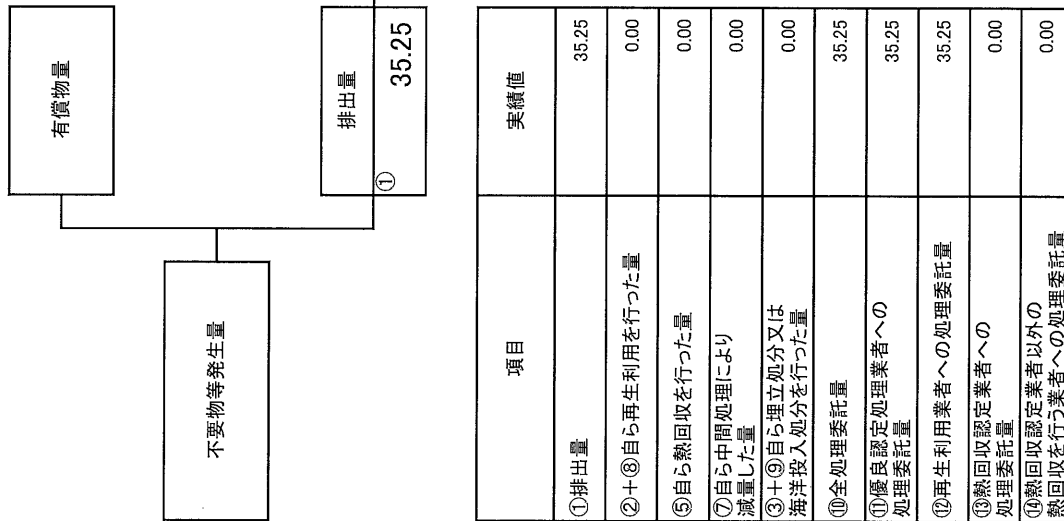 有償物量
不要物等発生量
排出量
①
35.25
項目
実績値
①排出量
35.25
②+⑧自ら再生利用を行った量
0.00
⑤自ら熱回収を行った量
0.00
⑦自ら中間処理により
減量した量
0.00
③+⑨自ら埋立処分又は
海洋投入処分を行った量
0.00
⑩全処理委託量
35.25
⑪優良認定処理業者への
処理委託量
35.25
⑫再生利用業者への処理委託量
35.25
⑬熱回収認定業者への
処理委託量
0.00
⑭熱回収認定業者以外の
熱回収を行う業者への処理委託量
0.00